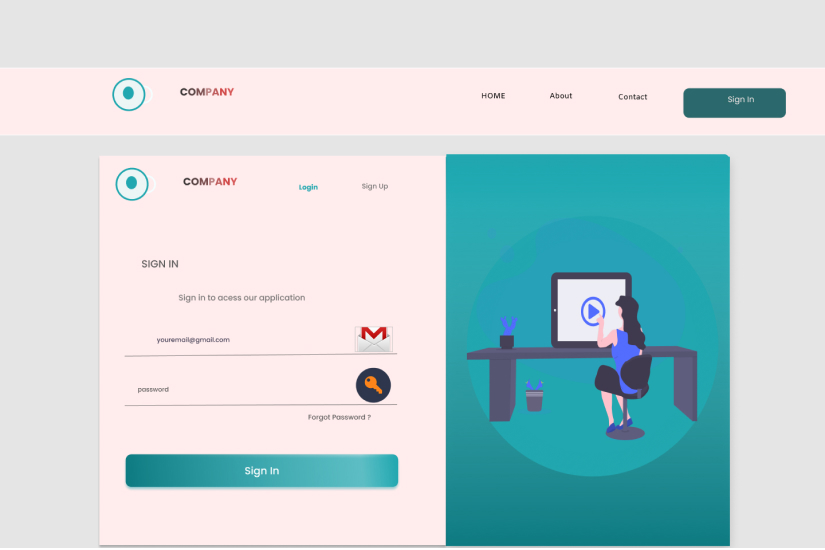 COMPANY
HOME
About
Contact
Sign In
COMPANY
Login
Sign Up
SIGN IN
Sign in to acess our application
youremail@gmail.com
password
Forgot Password ?
Sign In